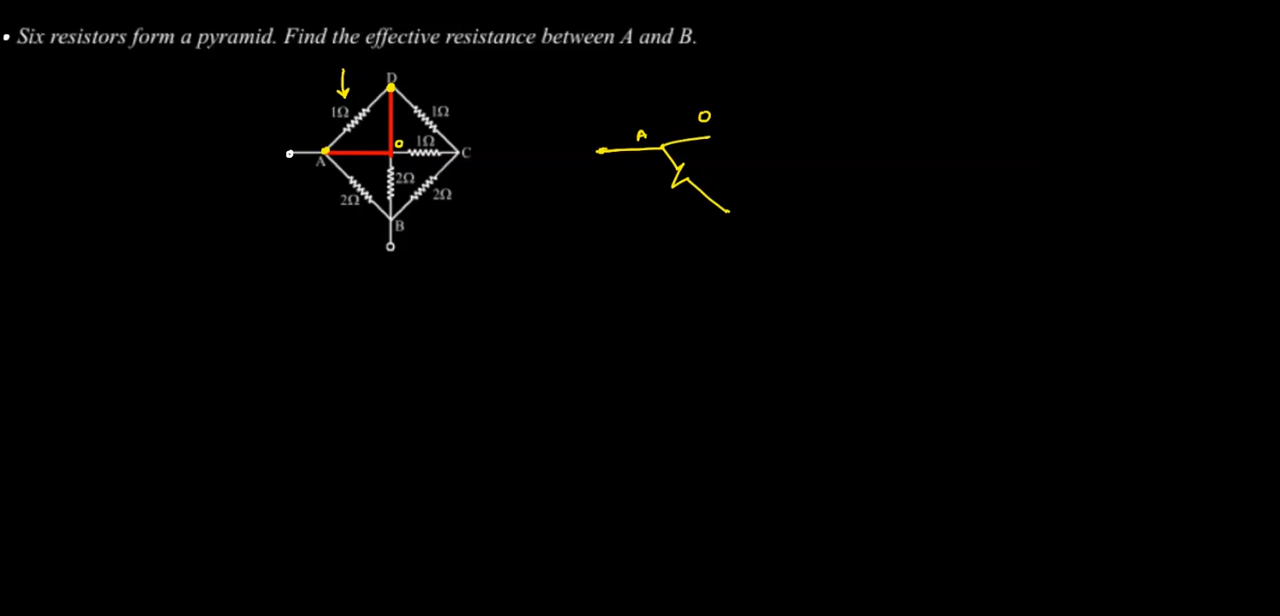 • Six resistors form a pyramid. Find the effective resistance between A and B.
D
1Ω 1Ω
O 1Ω
A C
2Ω
2Ω 2Ω
B
A O